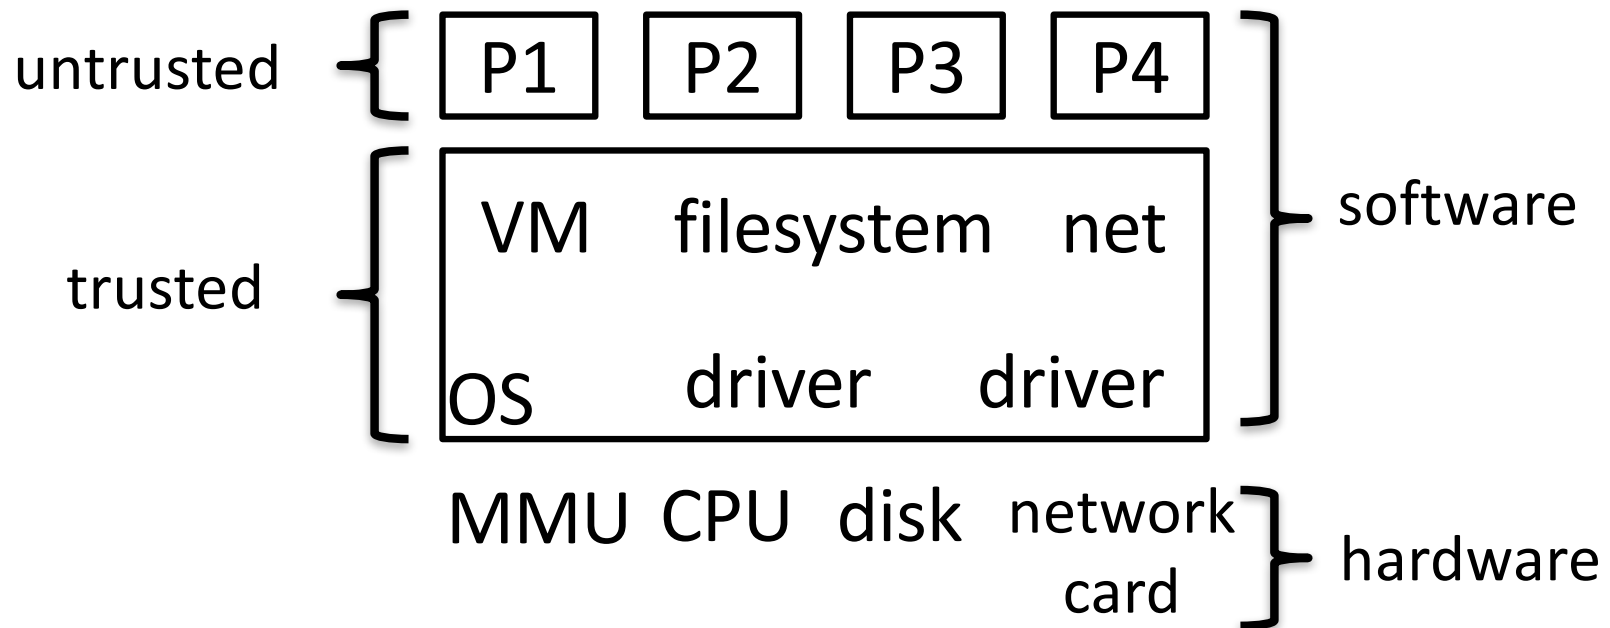 untrusted P1 P2 P3 P4
VM filesystem net
software
trusted
OS driver driver
MMU CPU disk network
card
hardware